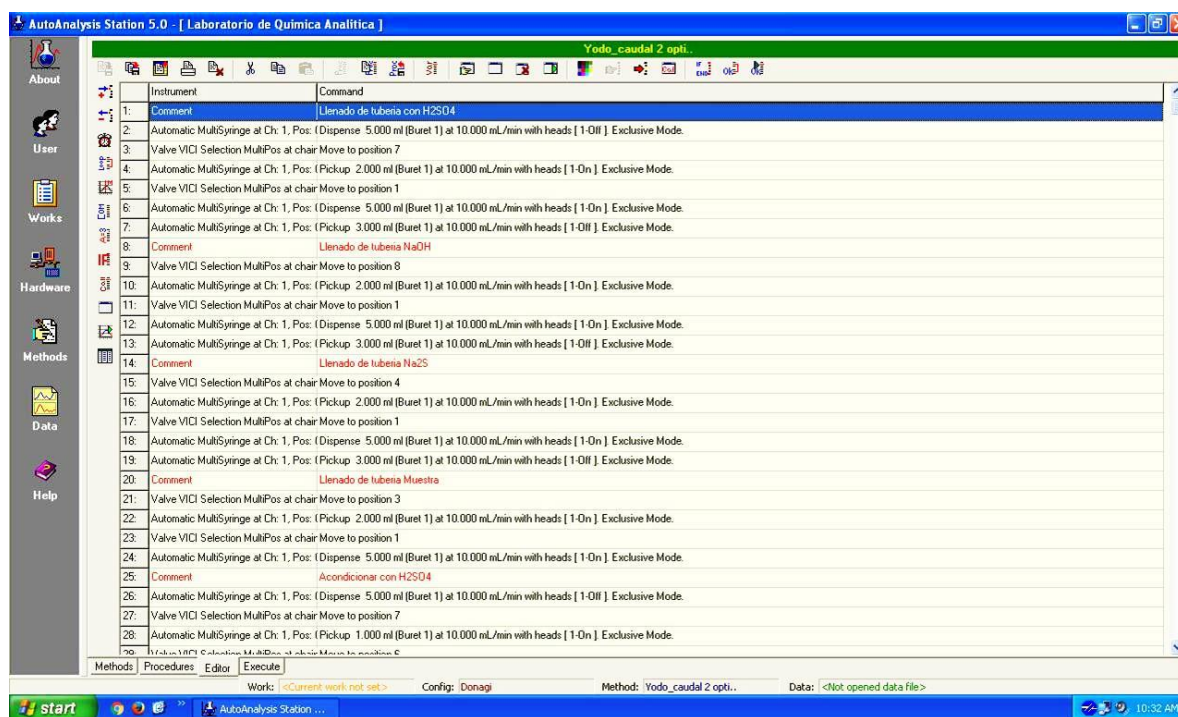 AutoAnalysis Station 5.0 - [ Laboratorio de Quimica Analitica ]
Yodo_caudal 2 opti..
About
User
Works
Hardware
Methods
Data
Help
Instrument Command
1: Comment Llenado de tuberia con H2SO4
2: Automatic MultiSyringe at Ch: 1, Pos: ( Dispense 5.000 ml (Buret 1) at 10.000 mL/min with heads [ 1-Off ]. Exclusive Mode.
3: Valve VICI Selection MultiPos at chair Move to position 7
4: Automatic MultiSyringe at Ch: 1, Pos: ( Pickup 2.000 ml (Buret 1) at 10.000 mL/min with heads [ 1-On ]. Exclusive Mode.
5: Valve VICI Selection MultiPos at chair Move to position 1
6: Automatic MultiSyringe at Ch: 1, Pos: ( Dispense 5.000 ml (Buret 1) at 10.000 mL/min with heads [ 1-On ]. Exclusive Mode.
7: Automatic MultiSyringe at Ch: 1, Pos: ( Pickup 3.000 ml (Buret 1) at 10.000 mL/min with heads [ 1-Off ]. Exclusive Mode.
8: Comment Llenado de tuberia NaOH
9: Valve VICI Selection MultiPos at chair Move to position 8
10: Automatic MultiSyringe at Ch: 1, Pos: ( Pickup 2.000 ml (Buret 1) at 10.000 mL/min with heads [ 1-On ]. Exclusive Mode.
11: Valve VICI Selection MultiPos at chair Move to position 1
12: Automatic MultiSyringe at Ch: 1, Pos: ( Dispense 5.000 ml (Buret 1) at 10.000 mL/min with heads [ 1-On ]. Exclusive Mode.
13: Automatic MultiSyringe at Ch: 1, Pos: ( Pickup 3.000 ml (Buret 1) at 10.000 mL/min with heads [ 1-Off ]. Exclusive Mode.
14: Comment Llenado de tuberia Na2S
15: Valve VICI Selection MultiPos at chair Move to position 4
16: Automatic MultiSyringe at Ch: 1, Pos: ( Pickup 2.000 ml (Buret 1) at 10.000 mL/min with heads [ 1-On ]. Exclusive Mode.
17: Valve VICI Selection MultiPos at chair Move to position 1
18: Automatic MultiSyringe at Ch: 1, Pos: ( Dispense 5.000 ml (Buret 1) at 10.000 mL/min with heads [ 1-On ]. Exclusive Mode.
19: Automatic MultiSyringe at Ch: 1, Pos: ( Pickup 3.000 ml (Buret 1) at 10.000 mL/min with heads [ 1-Off ]. Exclusive Mode.
20: Comment Llenado de tuberia Muestra
21: Valve VICI Selection MultiPos at chair Move to position 3
22: Automatic MultiSyringe at Ch: 1, Pos: ( Pickup 2.000 ml (Buret 1) at 10.000 mL/min with heads [ 1-On ]. Exclusive Mode.
23: Valve VICI Selection MultiPos at chair Move to position 1
24: Automatic MultiSyringe at Ch: 1, Pos: ( Dispense 5.000 ml (Buret 1) at 10.000 mL/min with heads [ 1-On ]. Exclusive Mode.
25: Comment Acondicionar con H2SO4
26: Automatic MultiSyringe at Ch: 1, Pos: ( Dispense 5.000 ml (Buret 1) at 10.000 mL/min with heads [ 1-Off ]. Exclusive Mode.
27: Valve VICI Selection MultiPos at chair Move to position 7
28: Automatic MultiSyringe at Ch: 1, Pos: ( Pickup 1.000 ml (Buret 1) at 10.000 mL/min with heads [ 1-On ]. Exclusive Mode.
29: Valve VICI Selection MultiPos at chair Move to position
Methods Procedures Editor Execute
Work: <Current work not set> Config: Donagi Method: Yodo_caudal 2 opti.. Data: <Not opened data file>
start AutoAnalysis Station ... 10:32 AM